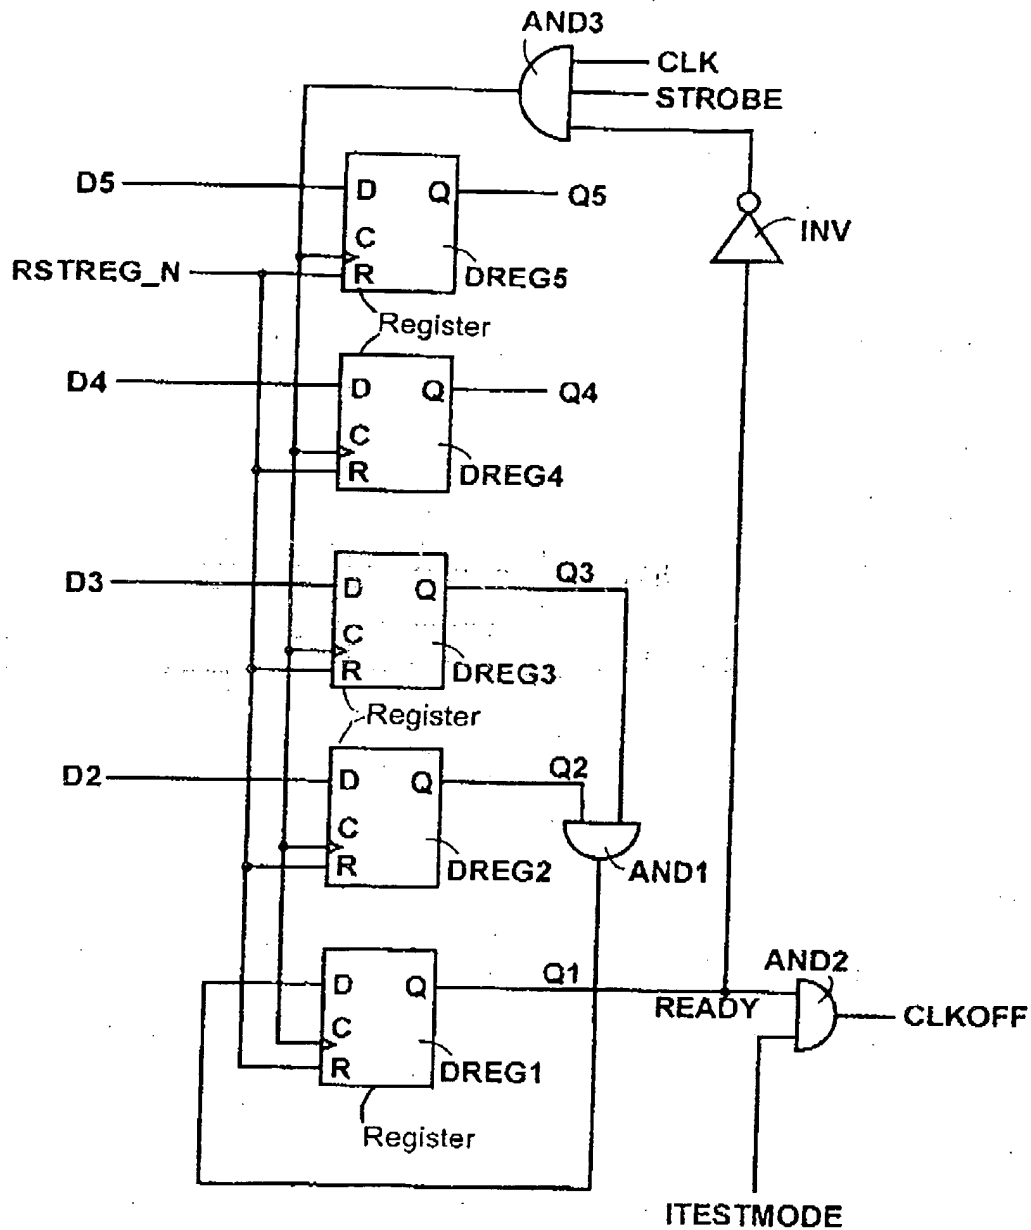 AND3
CLK
STROBE
D5
D
Q
Q5
INV
C
RSTREG_N
R
DREG5
Register
D4
D
Q
Q4
C
R
DREG4
D3
D
Q
Q3
C
R
DREG3
Register
D2
D
Q
Q2
C
R
DREG2
AND1
D
Q
Q1
READY
AND2
CLKOFF
C
R
DREG1
Register
ITESTMODE